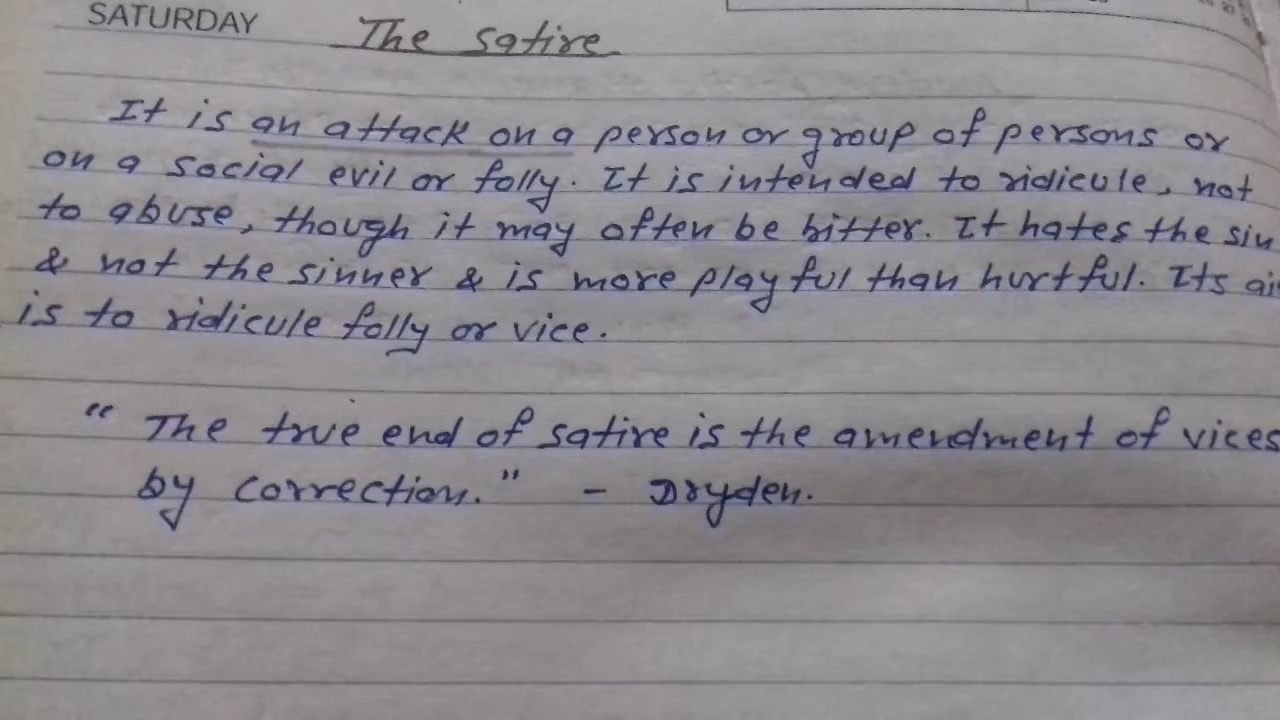 SATURDAY The Satire
It is an attack on a person or group of persons or
on a social evil or folly. It is intended to ridicule, not
to abuse, though it may often be bitter. It hates the sin
& not the sinner & is more playful than hurtful. Its ai
is to ridicule folly or vice.
“ The true end of satire is the amendment of vices
by correction.” - Dryden.